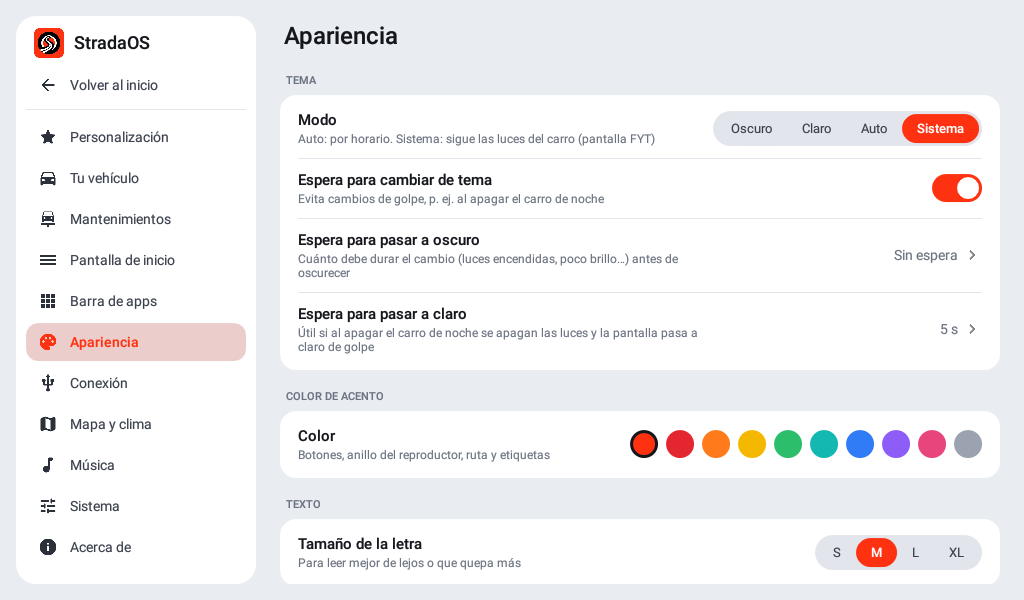 StradaOS
Volver al inicio
Personalización
Tu vehículo
Mantenimientos
Pantalla de inicio
Barra de apps
Apariencia
Conexión
Mapa y clima
Música
Sistema
Acerca de
Apariencia
TEMA
Modo
Auto: por horario. Sistema: sigue las luces del carro (pantalla FYT)
Oscuro Claro Auto Sistema
Espera para cambiar de tema
Evita cambios de golpe, p. ej. al apagar el carro de noche
Espera para pasar a oscuro
Cuánto debe durar el cambio (luces encendidas, poco brillo…) antes de
oscurecer
Sin espera
Espera para pasar a claro
Útil si al apagar el carro de noche se apagan las luces y la pantalla pasa a
claro de golpe
5 s
COLOR DE ACENTO
Color
Botones, anillo del reproductor, ruta y etiquetas
TEXTO
Tamaño de la letra
Para leer mejor de lejos o que quepa más
S M L XL